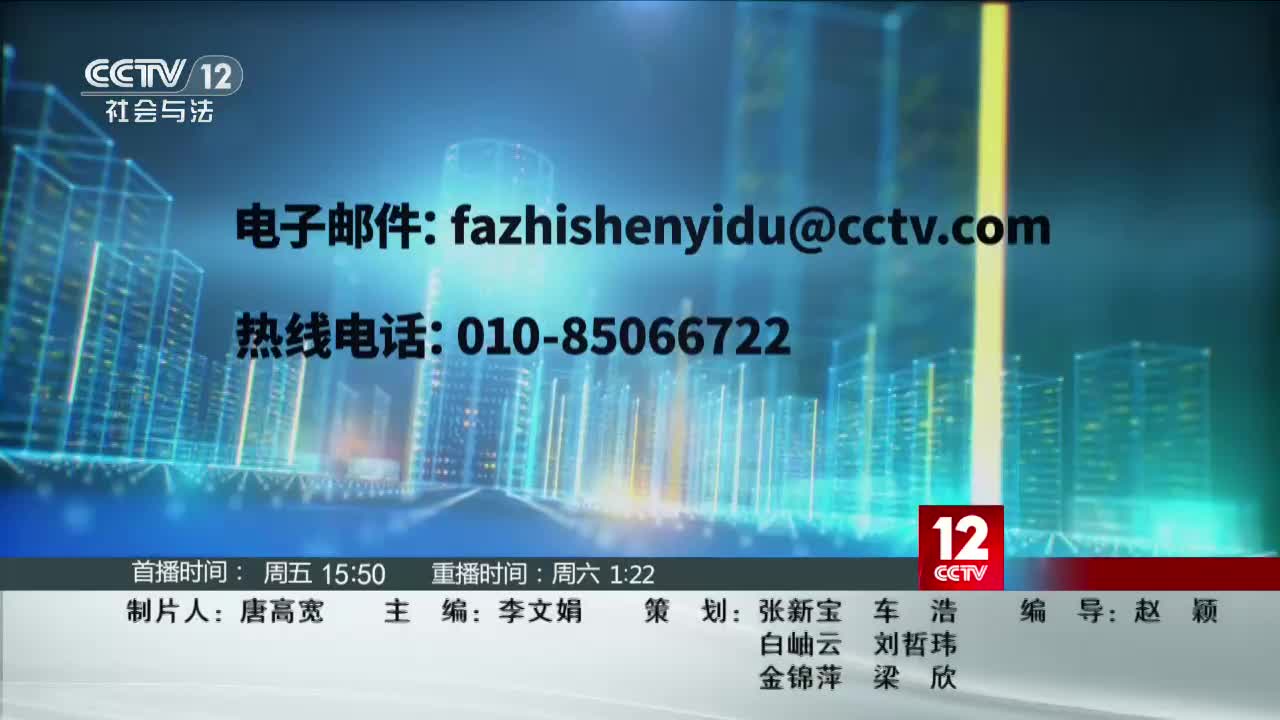 CCTV 12
社会与法
电子邮件: fazhishenyidu@cctv.com
热线电话: 010-85066722
12
CCTV
首播时间： 周五 15:50 重播时间：周六 1:22
制片人：唐高宽 主 编：李文娟 策 划：张新宝 车 浩 编 导：赵 颖
白岫云 刘哲玮
金锦萍 梁 欣